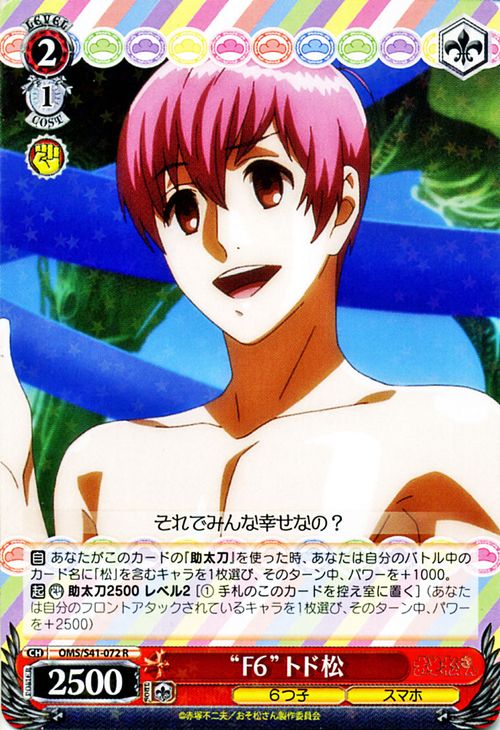 LEVEL
2
1
COST
それでみんな幸せなの？
自 あなたがこのカードの「助太刀」を使った時、あなたは自分のバトル中の
カード名に「松」を含むキャラを1枚選び、そのターン中、パワーを＋1000。
起 助太刀2500 レベル2 [① 手札のこのカードを控え室に置く] (あなた
は自分のフロントアタックされているキャラを1枚選び、そのターン中、パワー
を＋2500)
CH OMS/S41-072 R
POWER 2500 SOUL
“F6”トド松
おそ松さん
6つ子 スマホ
©赤塚不二夫／おそ松さん製作委員会